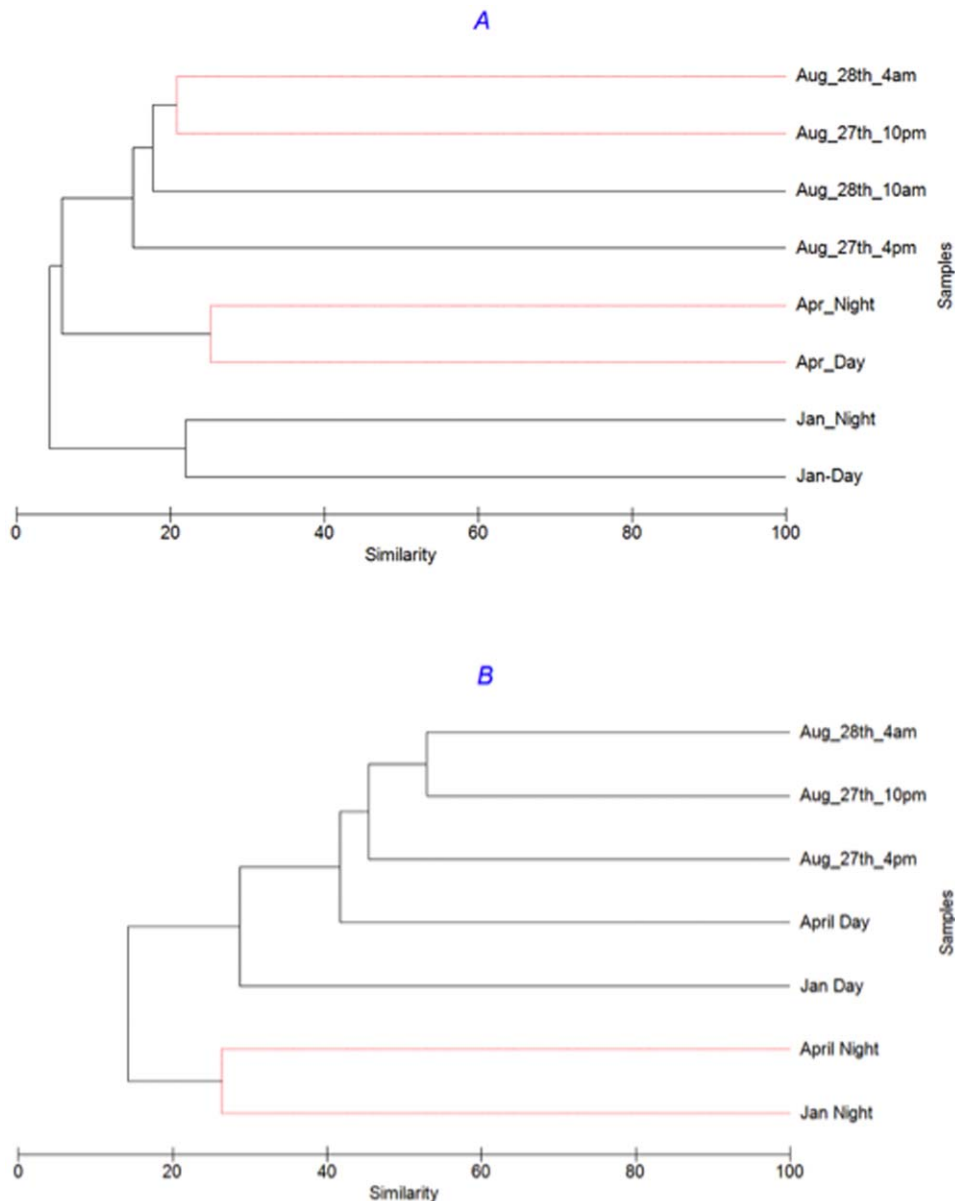 A
Aug_28th_4am
Aug_27th_10pm
Aug_28th_10am
Aug_27th_4pm
Apr_Night
Apr_Day
Jan_Night
Jan-Day
Samples
0 20 40 60 80 100
Similarity
B
Aug_28th_4am
Aug_27th_10pm
Aug_27th_4pm
April Day
Jan Day
April Night
Jan Night
Samples
0 20 40 60 80 100
Similarity